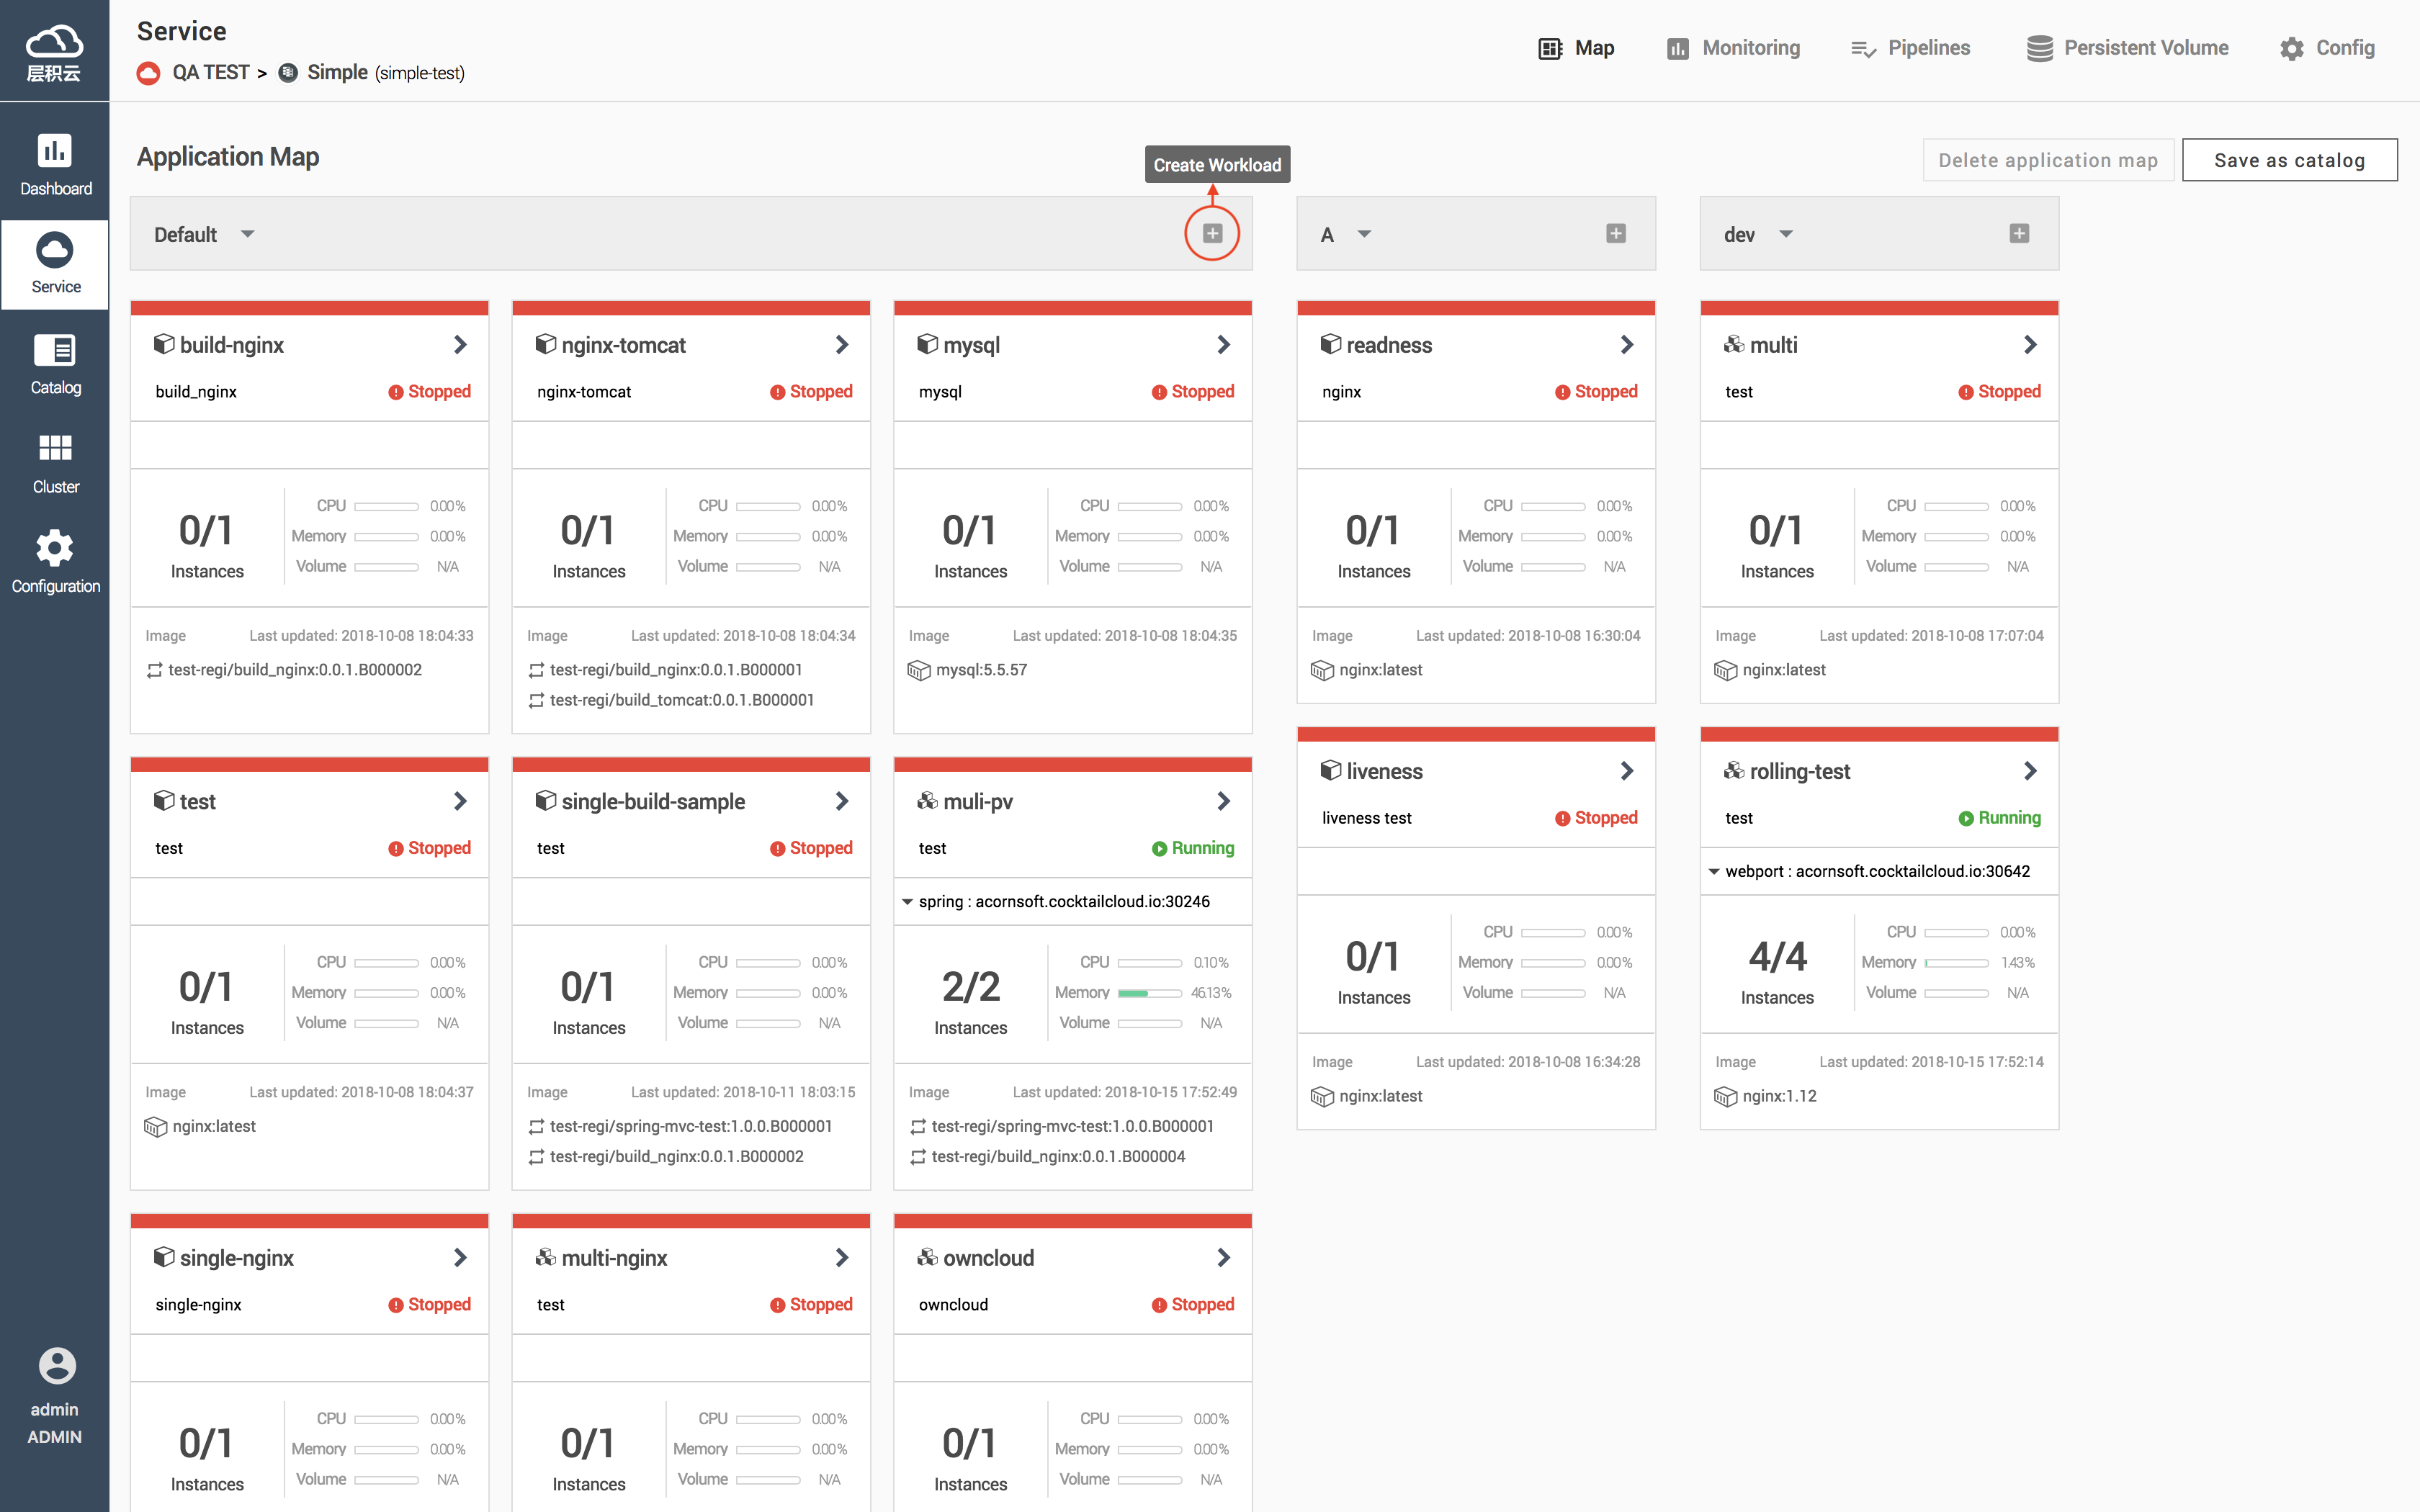 层积云
Service
QA TEST > Simple (simple-test)
Map
Monitoring
Pipelines
Persistent Volume
Config
Dashboard
Service
Catalog
Cluster
Configuration
admin
ADMIN
Application Map
Create Workload
Delete application map
Save as catalog
Default
A
dev
build-nginx
build_nginx
Stopped
0/1
Instances
CPU 0.00%
Memory 0.00%
Volume N/A
Image Last updated: 2018-10-08 18:04:33
test-regi/build_nginx:0.0.1.B000002
nginx-tomcat
nginx-tomcat
Stopped
0/1
Instances
CPU 0.00%
Memory 0.00%
Volume N/A
Image Last updated: 2018-10-08 18:04:34
test-regi/build_nginx:0.0.1.B000001
test-regi/build_tomcat:0.0.1.B000001
mysql
mysql
Stopped
0/1
Instances
CPU 0.00%
Memory 0.00%
Volume N/A
Image Last updated: 2018-10-08 18:04:35
mysql:5.5.57
readness
nginx
Stopped
0/1
Instances
CPU 0.00%
Memory 0.00%
Volume N/A
Image Last updated: 2018-10-08 16:30:04
nginx:latest
multi
test
Stopped
0/1
Instances
CPU 0.00%
Memory 0.00%
Volume N/A
Image Last updated: 2018-10-08 17:07:04
nginx:latest
test
test
Stopped
0/1
Instances
CPU 0.00%
Memory 0.00%
Volume N/A
Image Last updated: 2018-10-08 18:04:37
nginx:latest
single-build-sample
test
Stopped
0/1
Instances
CPU 0.00%
Memory 0.00%
Volume N/A
Image Last updated: 2018-10-11 18:03:15
test-regi/spring-mvc-test:1.0.0.B000001
test-regi/build_nginx:0.0.1.B000002
muli-pv
test
Running
spring : acornsoft.cocktailcloud.io:30246
2/2
Instances
CPU 0.10%
Memory 46.13%
Volume N/A
Image Last updated: 2018-10-15 17:52:49
test-regi/spring-mvc-test:1.0.0.B000001
test-regi/build_nginx:0.0.1.B000004
liveness
liveness test
Stopped
0/1
Instances
CPU 0.00%
Memory 0.00%
Volume N/A
Image Last updated: 2018-10-08 16:34:28
nginx:latest
rolling-test
test
Running
webport : acornsoft.cocktailcloud.io:30642
4/4
Instances
CPU 0.00%
Memory 1.43%
Volume N/A
Image Last updated: 2018-10-15 17:52:14
nginx:1.12
single-nginx
single-nginx
Stopped
0/1
Instances
CPU 0.00%
Memory 0.00%
Volume N/A
multi-nginx
test
Stopped
0/1
Instances
CPU 0.00%
Memory 0.00%
Volume N/A
owncloud
owncloud
Stopped
0/1
Instances
CPU 0.00%
Memory 0.00%
Volume N/A